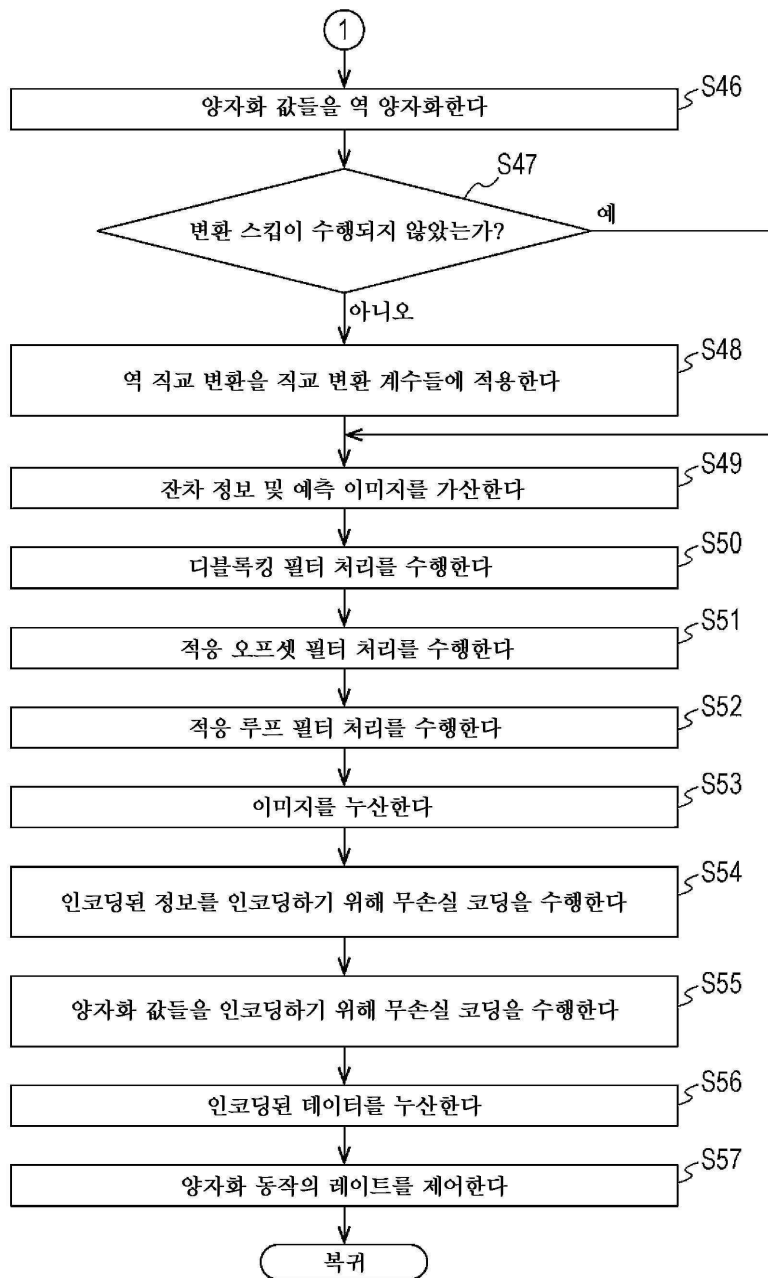 1
양자화 값들을 역 양자화한다
S46
S47
변환 스킵이 수행되지 않았는가?
예
아니오
역 직교 변환을 직교 변환 계수들에 적용한다
S48
잔차 정보 및 예측 이미지를 가산한다
S49
디블록킹 필터 처리를 수행한다
S50
적응 오프셋 필터 처리를 수행한다
S51
적응 루프 필터 처리를 수행한다
S52
이미지를 누산한다
S53
인코딩된 정보를 인코딩하기 위해 무손실 코딩을 수행한다
S54
양자화 값들을 인코딩하기 위해 무손실 코딩을 수행한다
S55
인코딩된 데이터를 누산한다
S56
양자화 동작의 레이트를 제어한다
S57
복귀